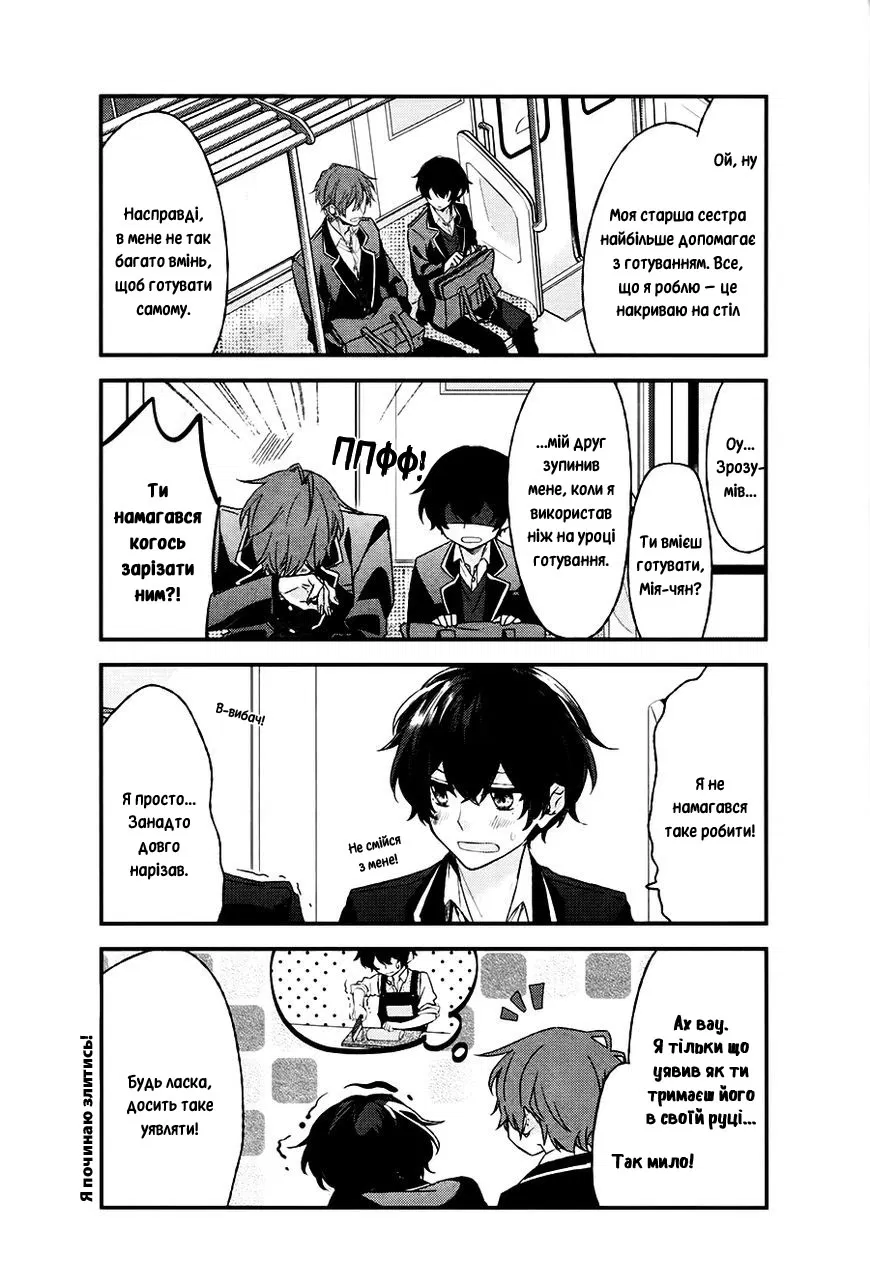 Ой, ну
Моя старша сестра
найбільше допомагає
з готуванням. Все,
що я роблю – це
накриваю на стіл
Насправді,
в мене не так
багато вмінь,
щоб готувати
самому.
Оу...
Зрозу-
мів...
Ти вмієш
готувати,
Мія-чян?
...мій друг
зупинив
мене, коли я
використав
ніж на уроці
готування.
ППфф!
Ти
намагався
когось
зарізати
ним?!
Я не
намагався
таке робити!
Не смійся
з мене!
В-вибач!
Я просто...
Занадто
довго
нарізав.
Ах вау.
Я тільки що
уявив як ти
тримаєш його
в своїй руці...
Так мило!
Будь ласка,
досить таке
уявляти!
Я починаю злитись!